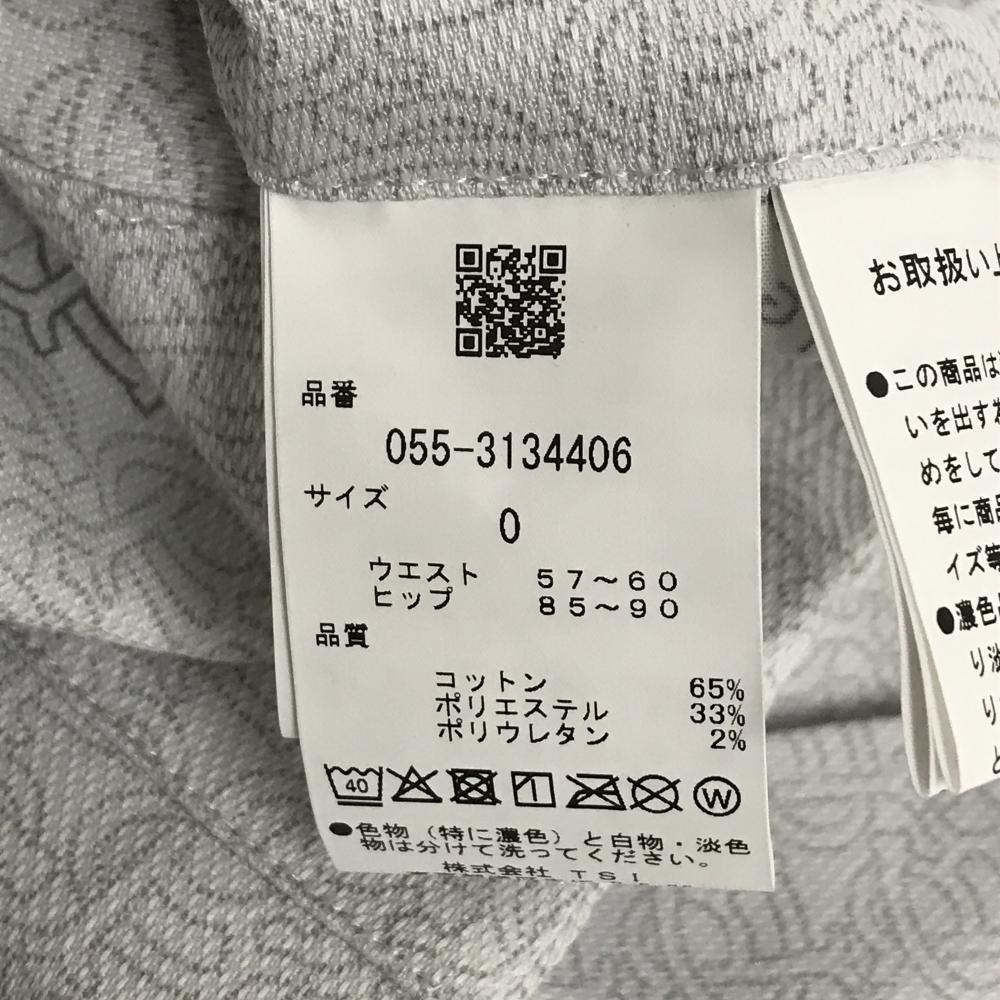 品番
055-3134406
サイズ
0
ウエスト 57〜60
ヒップ 85〜90
品質
コットン 65%
ポリエステル 33%
ポリウレタン 2%
40
W
●色物（特に濃色）と白物・淡色
物は分けて洗ってください。
株式会社 TSI
お取扱い上
●この商品は
いを出す為
めをして
毎に商品
イズ等
●濃色
り淡
り
と